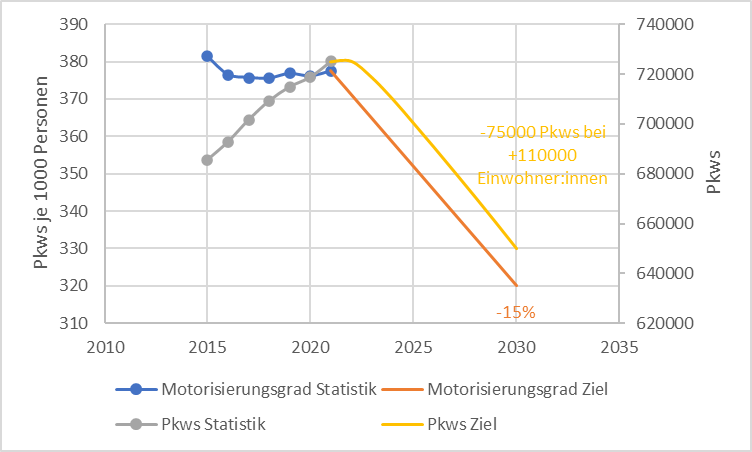 390 740000
380 720000
370 700000
360 680000
350 660000
340 640000
330 620000
320
310
Pkws je 1000 Personen
Pkws
-75000 Pkws bei
+110000
Einwohner:innen
-15%
2010 2015 2020 2025 2030 2035
Motorisierungsgrad Statistik Motorisierungsgrad Ziel
Pkws Statistik Pkws Ziel